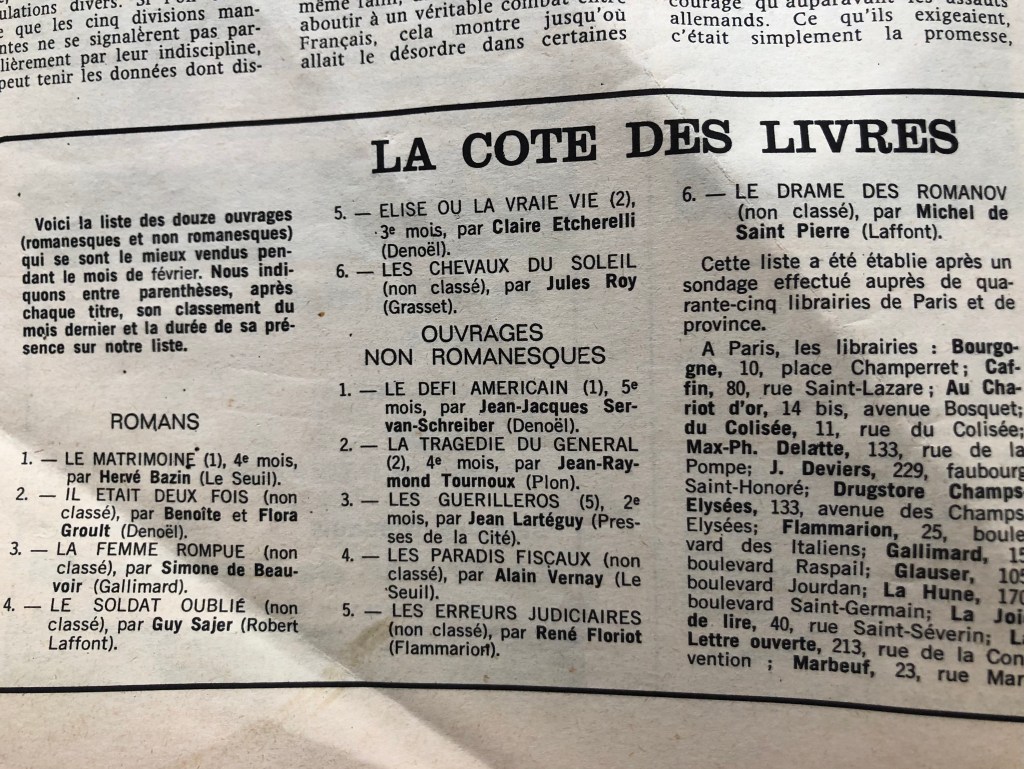 ulations divers. Si l'on
e que les cinq divisions man-
ntes ne se signalèrent pas par-
lièrement par leur indiscipline,
peut tenir les données dont dis-
aboutir à un véritable combat entre
Français, cela montre jusqu'où
allait le désordre dans certaines
courage qu'auparavant les assauts
allemands. Ce qu'ils exigeaient,
c'était simplement la promesse,
LA COTE DES LIVRES
Voici la liste des douze ouvrages
(romanesques et non romanesques)
qui se sont le mieux vendus pen-
dant le mois de février. Nous indi-
quons entre parenthèses, après
chaque titre, son classement du
mois dernier et la durée de sa pré-
sence sur notre liste.
ROMANS
1. — LE MATRIMOINE (1), 4e mois,
par Hervé Bazin (Le Seuil).
2. — IL ETAIT DEUX FOIS (non
classé), par Benoîte et Flora
Groult (Denoël).
3. — LA FEMME ROMPUE (non
classé), par Simone de Beau-
voir (Gallimard).
4. — LE SOLDAT OUBLIÉ (non
classé), par Guy Sajer (Robert
Laffont).
5. — ELISE OU LA VRAIE VIE (2),
3e mois, par Claire Etcherelli
(Denoël).
6. — LES CHEVAUX DU SOLEIL
(non classé), par Jules Roy
(Grasset).
OUVRAGES
NON ROMANESQUES
1. — LE DEFI AMERICAIN (1), 5e
mois, par Jean-Jacques Ser-
van-Schreiber (Denoël).
2. — LA TRAGEDIE DU GENERAL
(2), 4e mois, par Jean-Ray-
mond Tournoux (Plon).
3. — LES GUERILLEROS (5), 2e
mois, par Jean Lartéguy (Pres-
ses de la Cité).
4. — LES PARADIS FISCAUX (non
classé), par Alain Vernay (Le
Seuil).
5. — LES ERREURS JUDICIAIRES
(non classé), par René Floriot
(Flammarion).
6. — LE DRAME DES ROMANOV
(non classé), par Michel de
Saint Pierre (Laffont).
Cette liste a été établie après un
sondage effectué auprès de qua-
rante-cinq librairies de Paris et de
province.
A Paris, les librairies : Bourgo-
gne, 10, place Champerret ; Caf-
fin, 80, rue Saint-Lazare ; Au Cha-
riot d'or, 14 bis, avenue Bosquet;
du Colisée, 11, rue du Colisée;
Max-Ph. Delatte, 133, rue de la
Pompe; J. Deviers, 229, faubourg
Saint-Honoré; Drugstore Champs
Elysées, 133, avenue des Champs
Elysées; Flammarion, 25, boule
vard des Italiens; Gallimard, 15
boulevard Raspail; Glauser, 105
boulevard Jourdan; La Hune, 170
boulevard Saint-Germain; La Joi
de lire, 40, rue Saint-Séverin; L
Lettre ouverte, 213, rue de la Con
vention ; Marbeuf, 23, rue Mar